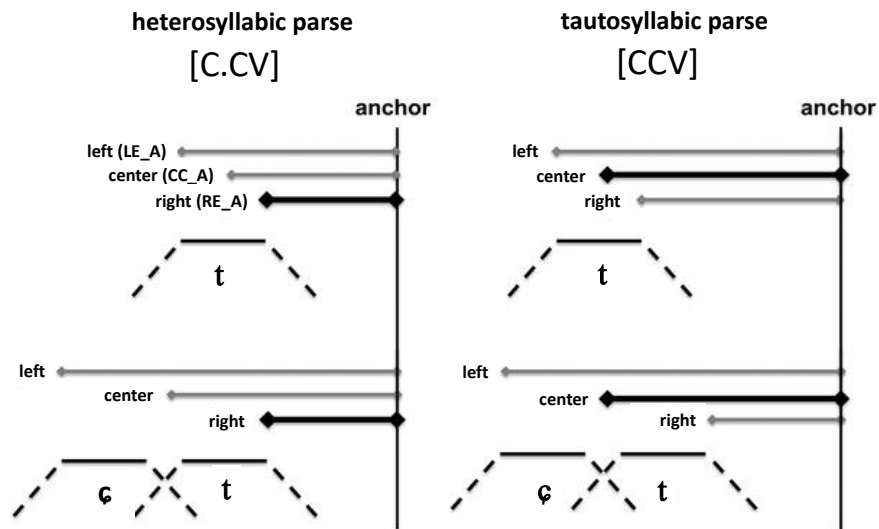 heterosyllabic parse
[C.CV]
anchor
left (LE_A)
center (CC_A)
right (RE_A)
t
left
center
right
ɕ t
tautosyllabic parse
[CCV]
anchor
left
center
right
t
left
center
right
ɕ t